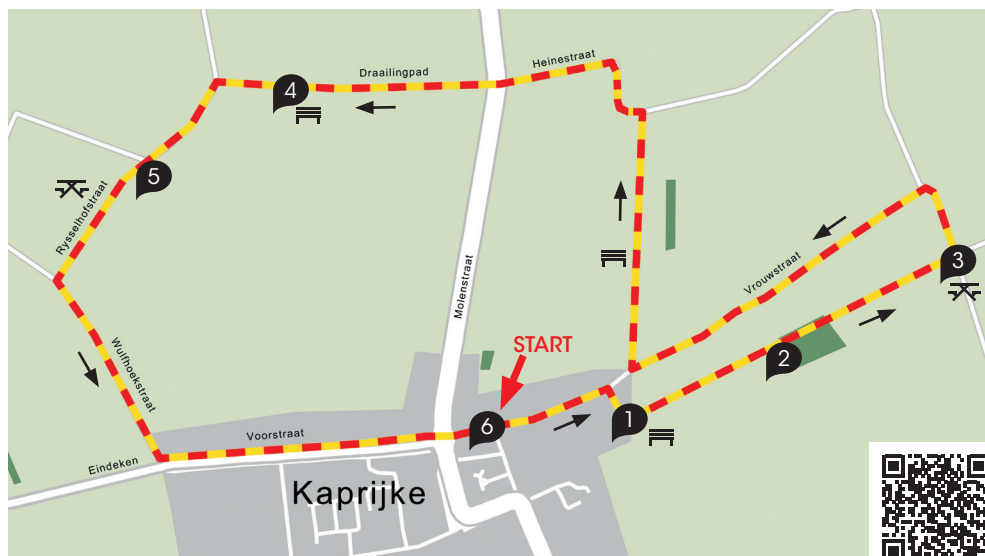 Draailingpad
Heinestraat
4
5
Rysselhofstraat
Molenstraat
Vrouwstraat
3
START
2
Wulfhoekstraat
6
1
Voorstraat
Eindeken
Kaprijke